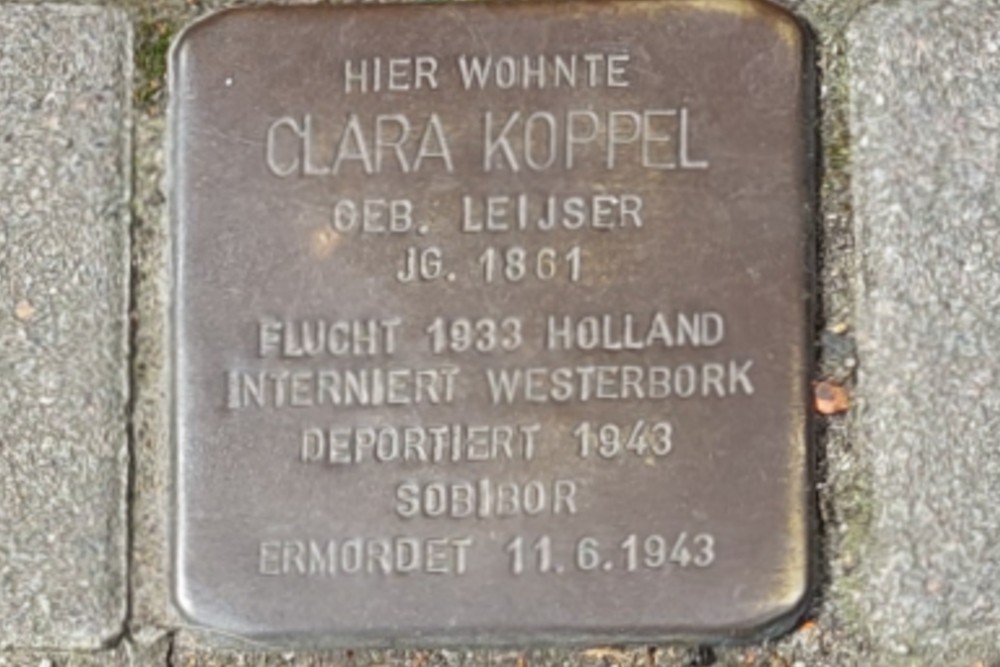 HIER WOHNTE
CLARA KOPPEL
GEB. LEIJSER
JG. 1861
FLUCHT 1933 HOLLAND
INTERNIERT WESTERBORK
DEPORTIERT 1943
SOBIBOR
ERMORDET 11.6.1943